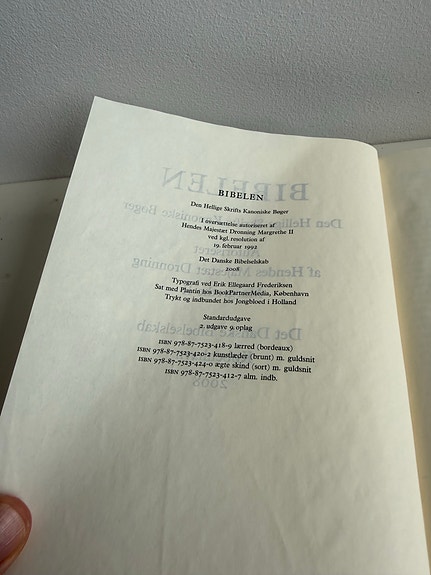 BIBELEN
Den Hellige Skrifts Kanoniske Bøger
I oversættelse autoriseret af
Hendes Majestæt Dronning Margrethe II
ved kgl. resolution af
19. februar 1992
Det Danske Bibelselskab
2008
Typografi ved Erik Ellegaard Frederiksen
Sat med Plantin hos BookPartnerMedia, København
Trykt og indbundet hos Jongbloed i Holland
Standardudgave
2. udgave 9. oplag
ISBN 978-87-7523-418-9 lærred (bordeaux)
ISBN 978-87-7523-420-2 kunstlæder (brunt) m. guldsnit
ISBN 978-87-7523-424-0 ægte skind (sort) m. guldsnit
ISBN 978-87-7523-412-7 alm. indb.